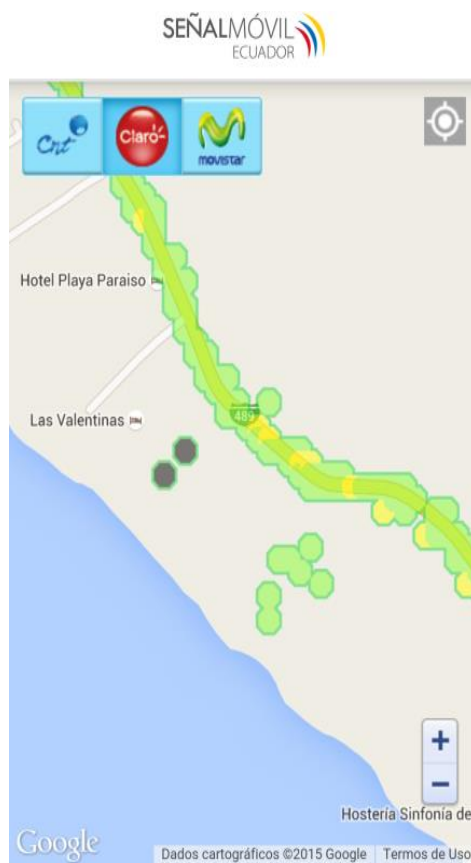 SEÑALMÓVIL
ECUADOR
Cnt
Claro
movistar
Hotel Playa Paraiso
489
Las Valentinas
+
−
Hostería Sinfonía de
Google
Dados cartográficos ©2015 Google
Termos de Uso